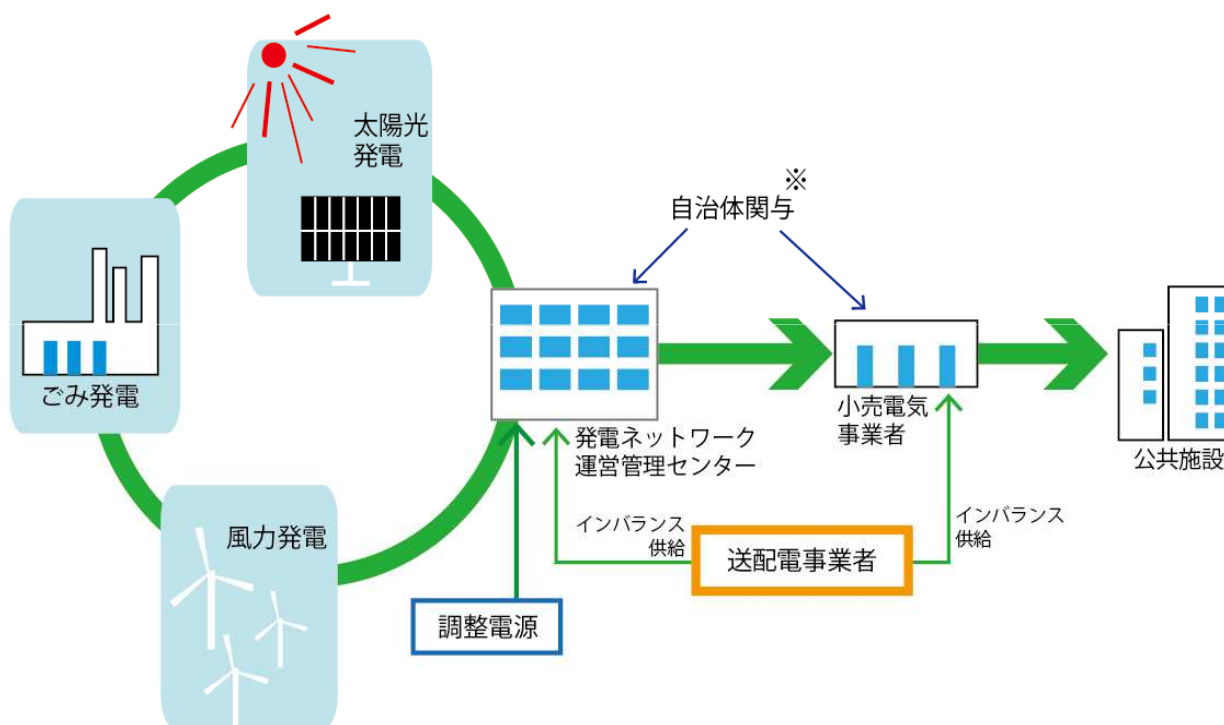 太陽光
発電
※
自治体関与
ごみ発電
小売電気
事業者
発電ネットワーク
運営管理センター
公共施設
インバランス
供給
インバランス
供給
風力発電
送配電事業者
調整電源